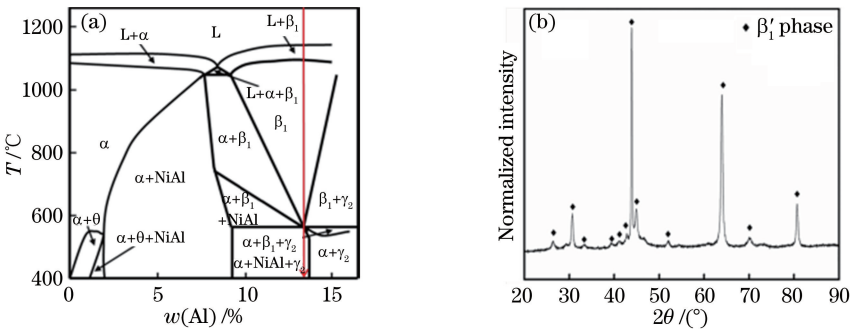 (a)
L
L+β₁
L+α
1200
1000
800
600
400
T/℃
L+α+β₁
β₁
α
α+β₁
α+NiAl
α+β₁
+NiAl
β₁+γ₂
α+θ
α+θ+NiAl
α+β₁+γ₂
α+NiAl+γ₂
α+γ₂
0 5 10 15
w(Al) /%
(b)
♦ β₁′ phase
Normalized intensity
20 30 40 50 60 70 80 90
2θ /(°)